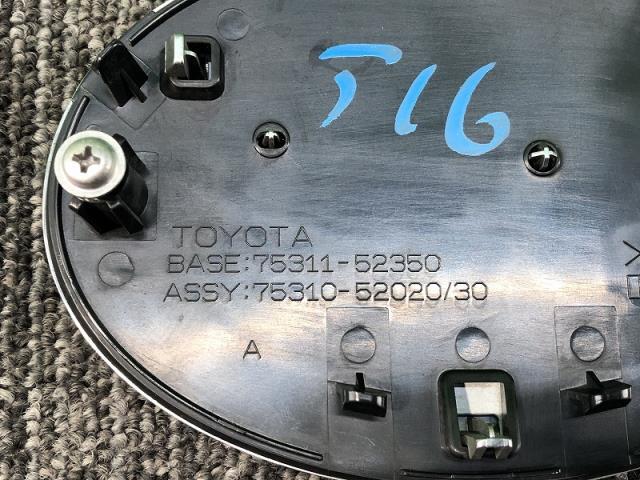 T16
TOYOTA
BASE:75311-52350
ASSY:75310-52020/30
A